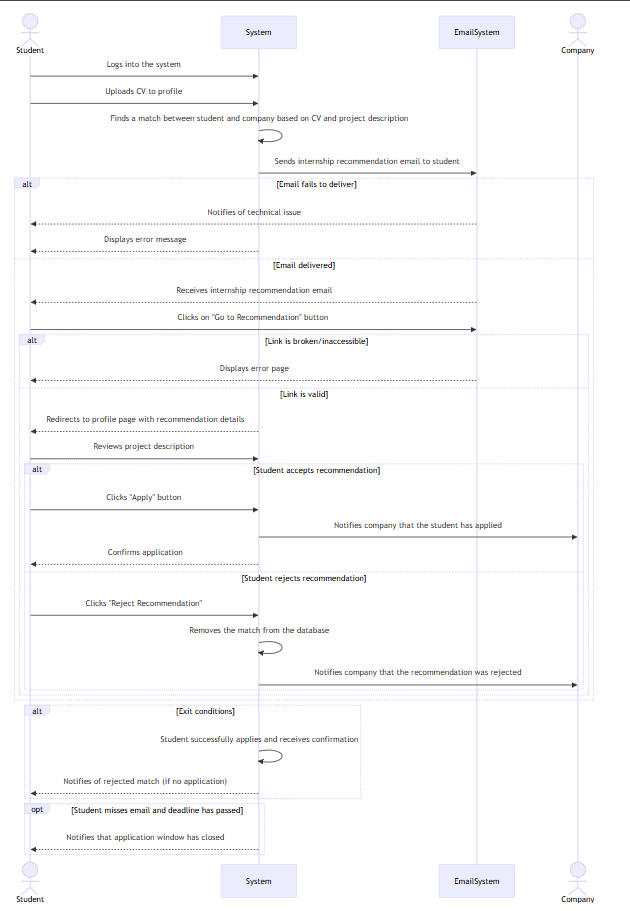 Student
System
EmailSystem
Company
Logs into the system
Uploads CV to profile
Finds a match between student and company based on CV and project description
Sends internship recommendation email to student
alt
[Email fails to deliver]
Notifies of technical issue
Displays error message
[Email delivered]
Receives internship recommendation email
Clicks on "Go to Recommendation" button
alt
[Link is broken/inaccessible]
Displays error page
[Link is valid]
Redirects to profile page with recommendation details
Reviews project description
alt
[Student accepts recommendation]
Clicks "Apply" button
Notifies company that the student has applied
Confirms application
[Student rejects recommendation]
Clicks "Reject Recommendation"
Removes the match from the database
Notifies company that the recommendation was rejected
alt
[Exit conditions]
Student successfully applies and receives confirmation
Notifies of rejected match (if no application)
opt
[Student misses email and deadline has passed]
Notifies that application window has closed
Student
System
EmailSystem
Company